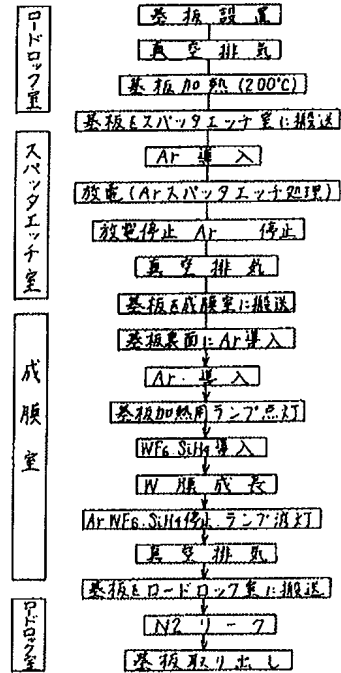 ロードロック室
基板設置
真空排気
基板加熱(200℃)
基板をスパッタエッチ室に搬送
スパッタエッチ室
Ar導入
放電(Arスパッタエッチ処理)
放電停止 Ar 停止
真空排気
基板を成膜室に搬送
成膜室
基板裏面にAr導入
Ar・導入
基板加熱用ランプ点灯
WF6.SiH4導入
W膜成長
Ar WF6.SiH4停止.ランプ消灯
真空排気
基板をロードロック室に搬送
ロードロック室
N2リーク
基板取り出し